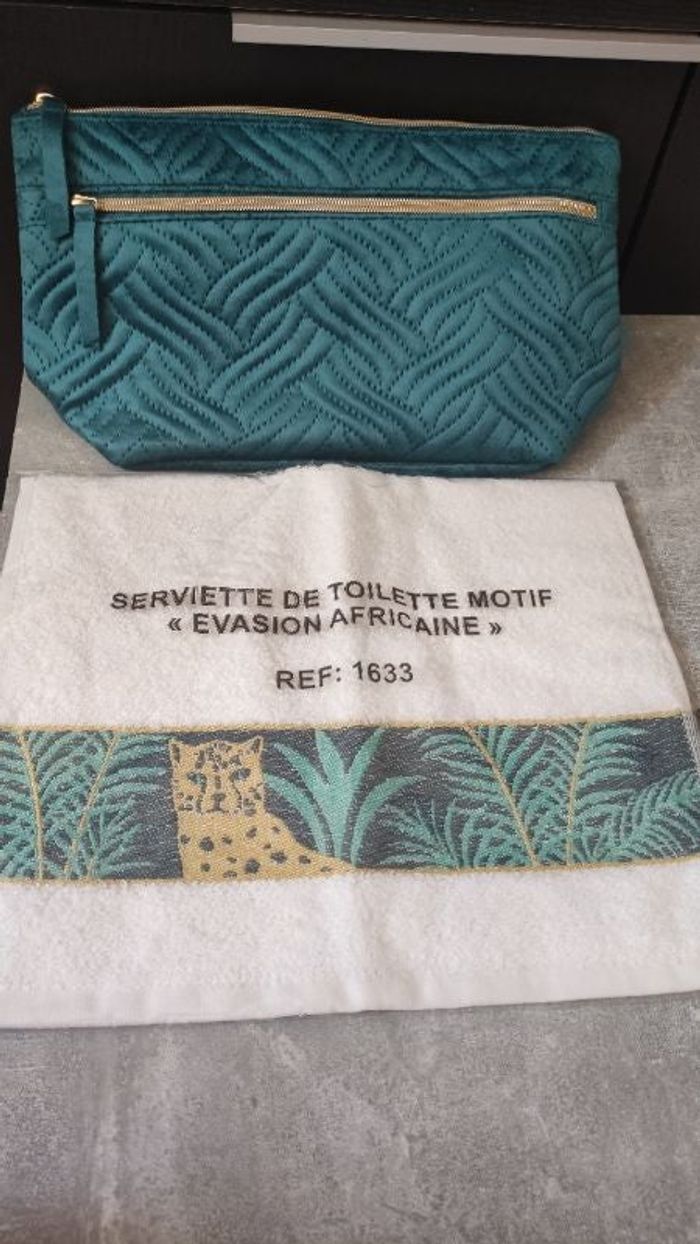 SERVIETTE DE TOILETTE MOTIF
« EVASION AFRICAINE »
REF: 1633